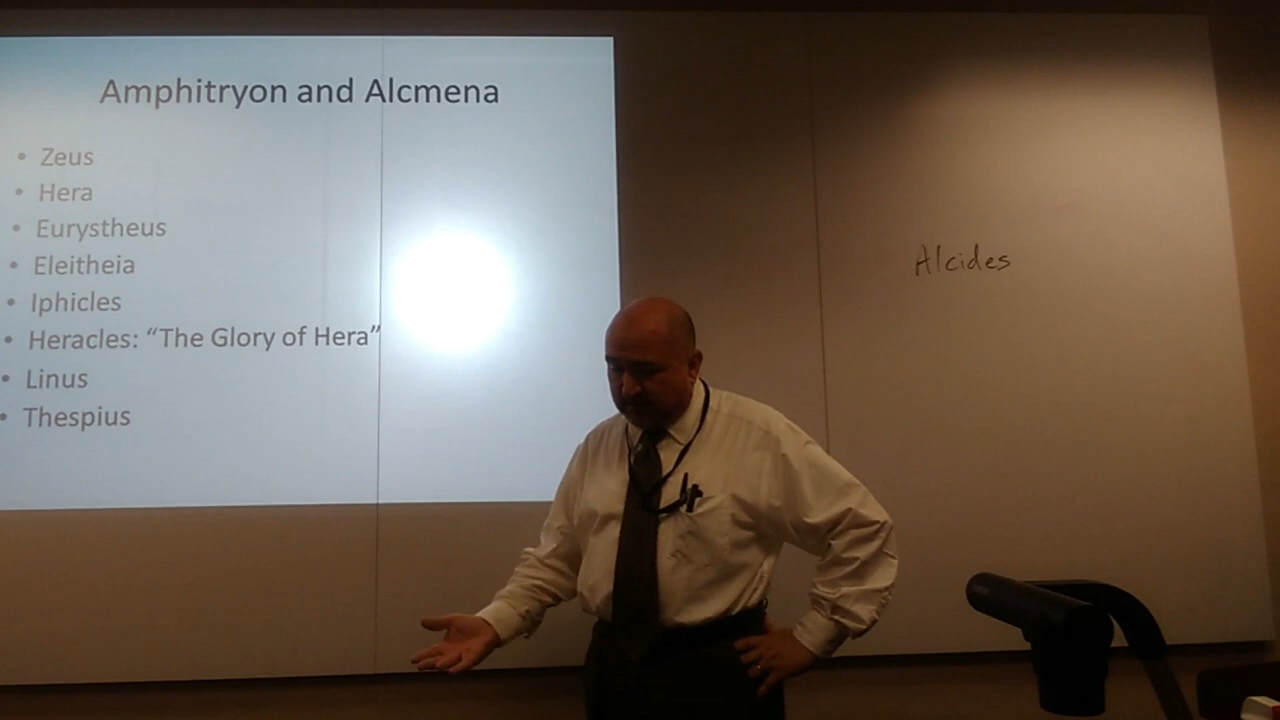 Amphitryon and Alcmena
• Zeus
• Hera
• Eurystheus
• Eleitheia
• Iphicles
• Heracles: “The Glory of Hera”
• Linus
• Thespius
Alcides